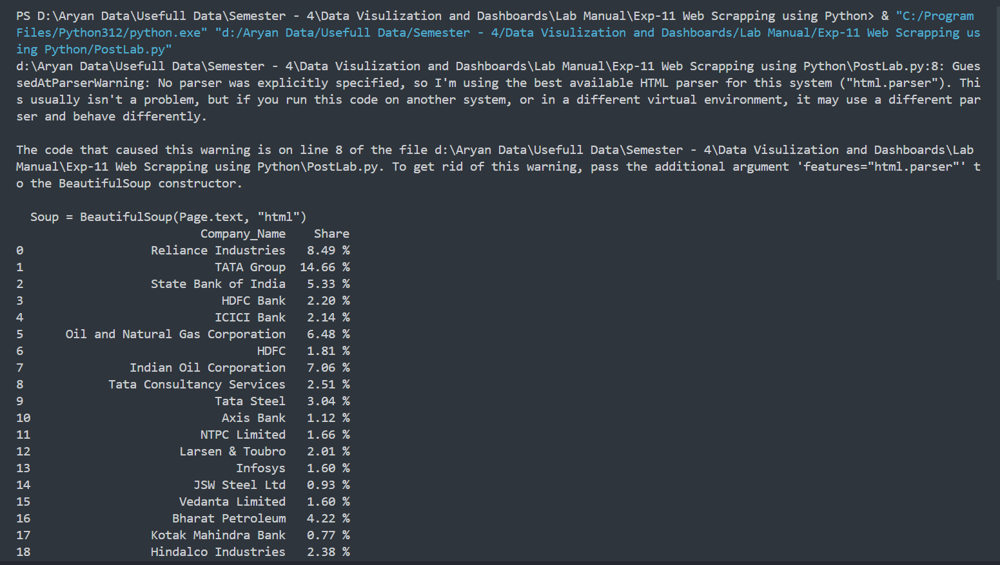 PS D:\Aryan Data\Usefull Data\Semester - 4\Data Visulization and Dashboards\Lab Manual\Exp-11 Web Scrapping using Python> & "C:/Program
Files/Python312/python.exe" "d:/Aryan Data/Usefull Data/Semester - 4/Data Visulization and Dashboards/Lab Manual/Exp-11 Web Scrapping us
ing Python/PostLab.py"
d:\Aryan Data\Usefull Data\Semester - 4\Data Visulization and Dashboards\Lab Manual\Exp-11 Web Scrapping using Python\PostLab.py:8: Gues
sedAtParserWarning: No parser was explicitly specified, so I'm using the best available HTML parser for this system ("html.parser"). Thi
s usually isn't a problem, but if you run this code on another system, or in a different virtual environment, it may use a different par
ser and behave differently.

The code that caused this warning is on line 8 of the file d:\Aryan Data\Usefull Data\Semester - 4\Data Visulization and Dashboards\Lab
Manual\Exp-11 Web Scrapping using Python\PostLab.py. To get rid of this warning, pass the additional argument 'features="html.parser"' t
o the BeautifulSoup constructor.

  Soup = BeautifulSoup(Page.text, "html")
Company_Name Share
0 Reliance Industries 8.49 %
1 TATA Group 14.66 %
2 State Bank of India 5.33 %
3 HDFC Bank 2.20 %
4 ICICI Bank 2.14 %
5 Oil and Natural Gas Corporation 6.48 %
6 HDFC 1.81 %
7 Indian Oil Corporation 7.06 %
8 Tata Consultancy Services 2.51 %
9 Tata Steel 3.04 %
10 Axis Bank 1.12 %
11 NTPC Limited 1.66 %
12 Larsen & Toubro 2.01 %
13 Infosys 1.60 %
14 JSW Steel Ltd 0.93 %
15 Vedanta Limited 1.60 %
16 Bharat Petroleum 4.22 %
17 Kotak Mahindra Bank 0.77 %
18 Hindalco Industries 2.38 %